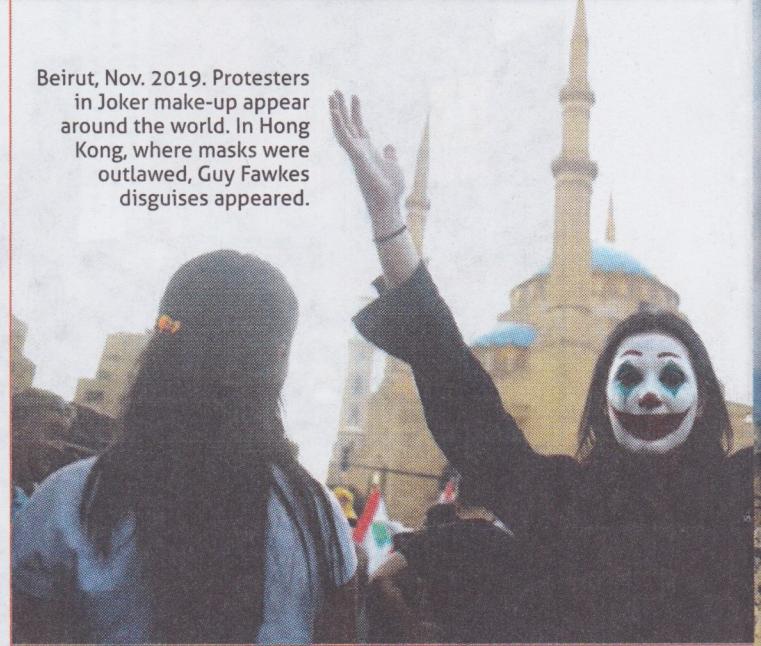 Beirut, Nov. 2019. Protesters
in Joker make-up appear
around the world. In Hong
Kong, where masks were
outlawed, Guy Fawkes
disguises appeared.